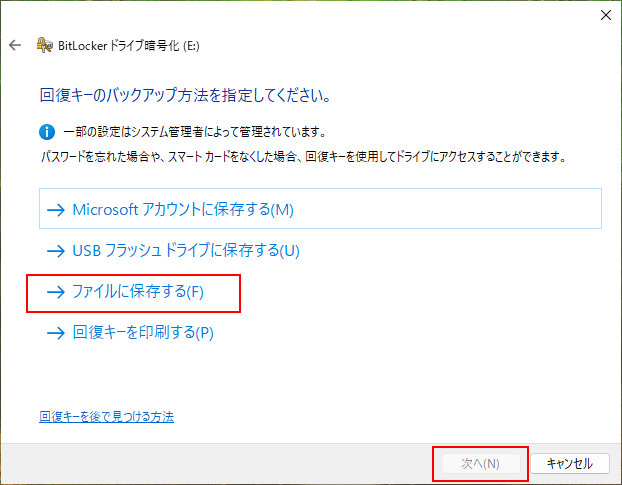 BitLocker ドライブ暗号化 (E:)
回復キーのバックアップ方法を指定してください。
一部の設定はシステム管理者によって管理されています。
パスワードを忘れた場合や、スマート カードをなくした場合、回復キーを使用してドライブにアクセスすることができます。
Microsoft アカウントに保存する(M)
USB フラッシュ ドライブに保存する(U)
ファイルに保存する(F)
回復キーを印刷する(P)
回復キーを後で見つける方法
次へ(N)
キャンセル